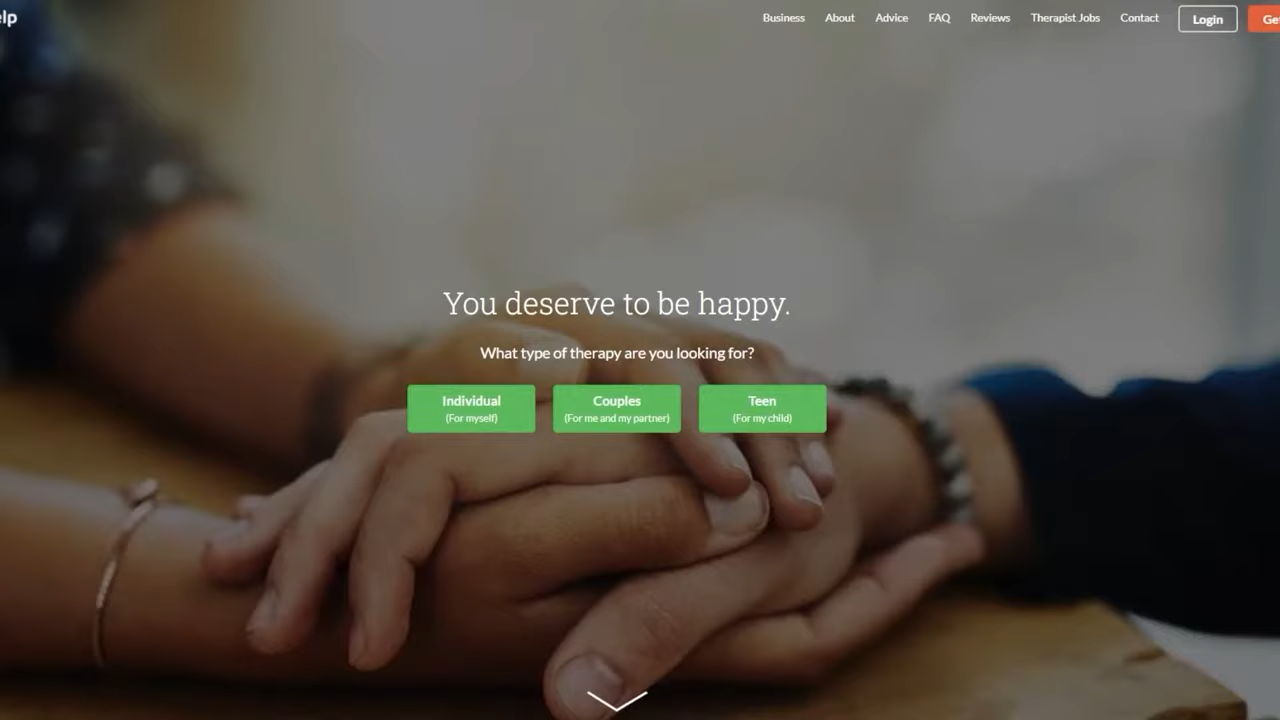 elp
Business About Advice FAQ Reviews Therapist Jobs Contact Login Ge
You deserve to be happy.
What type of therapy are you looking for?
Individual Couples Teen
(For myself) (For me and my partner) (For my child)